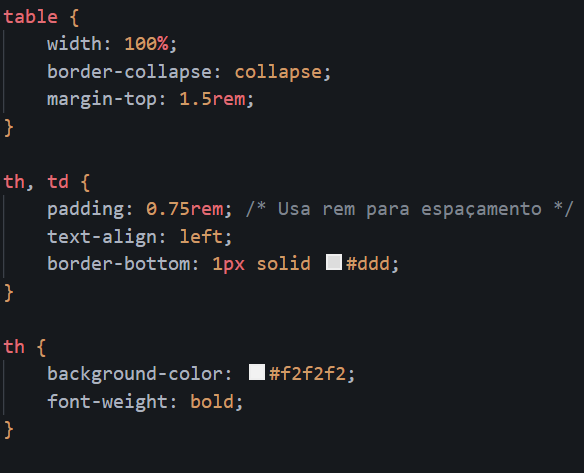 table {
    width: 100%;
    border-collapse: collapse;
    margin-top: 1.5rem;
}

th, td {
    padding: 0.75rem; /* Usa rem para espaçamento */
    text-align: left;
    border-bottom: 1px solid #ddd;
}

th {
    background-color: #f2f2f2;
    font-weight: bold;
}